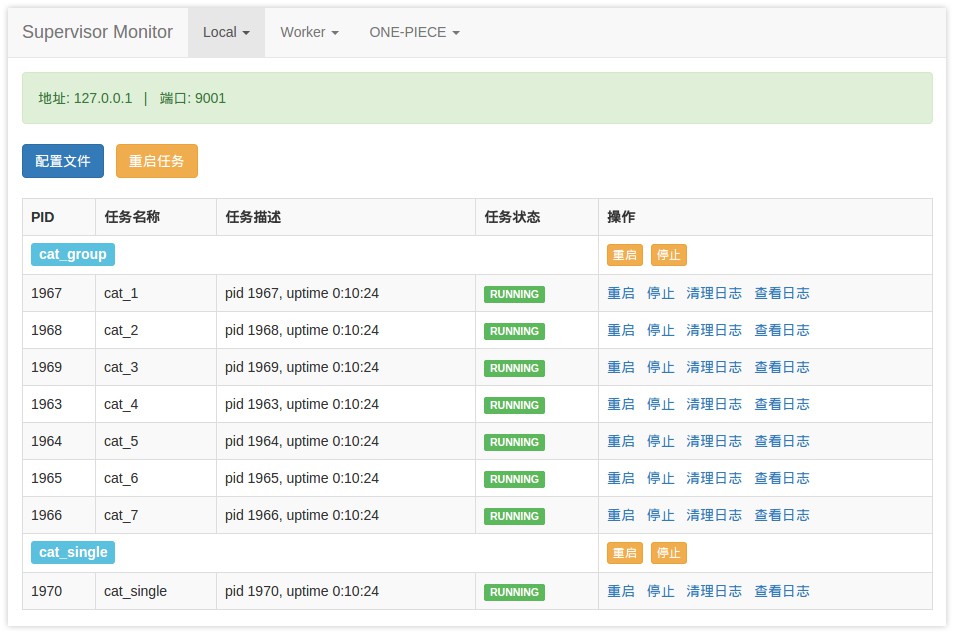 Supervisor Monitor Local Worker ONE-PIECE
地址: 127.0.0.1 | 端口: 9001
配置文件 重启任务
PID 任务名称 任务描述 任务状态 操作
cat_group 重启 停止
1967 cat_1 pid 1967, uptime 0:10:24 RUNNING 重启 停止 清理日志 查看日志
1968 cat_2 pid 1968, uptime 0:10:24 RUNNING 重启 停止 清理日志 查看日志
1969 cat_3 pid 1969, uptime 0:10:24 RUNNING 重启 停止 清理日志 查看日志
1963 cat_4 pid 1963, uptime 0:10:24 RUNNING 重启 停止 清理日志 查看日志
1964 cat_5 pid 1964, uptime 0:10:24 RUNNING 重启 停止 清理日志 查看日志
1965 cat_6 pid 1965, uptime 0:10:24 RUNNING 重启 停止 清理日志 查看日志
1966 cat_7 pid 1966, uptime 0:10:24 RUNNING 重启 停止 清理日志 查看日志
cat_single 重启 停止
1970 cat_single pid 1970, uptime 0:10:24 RUNNING 重启 停止 清理日志 查看日志